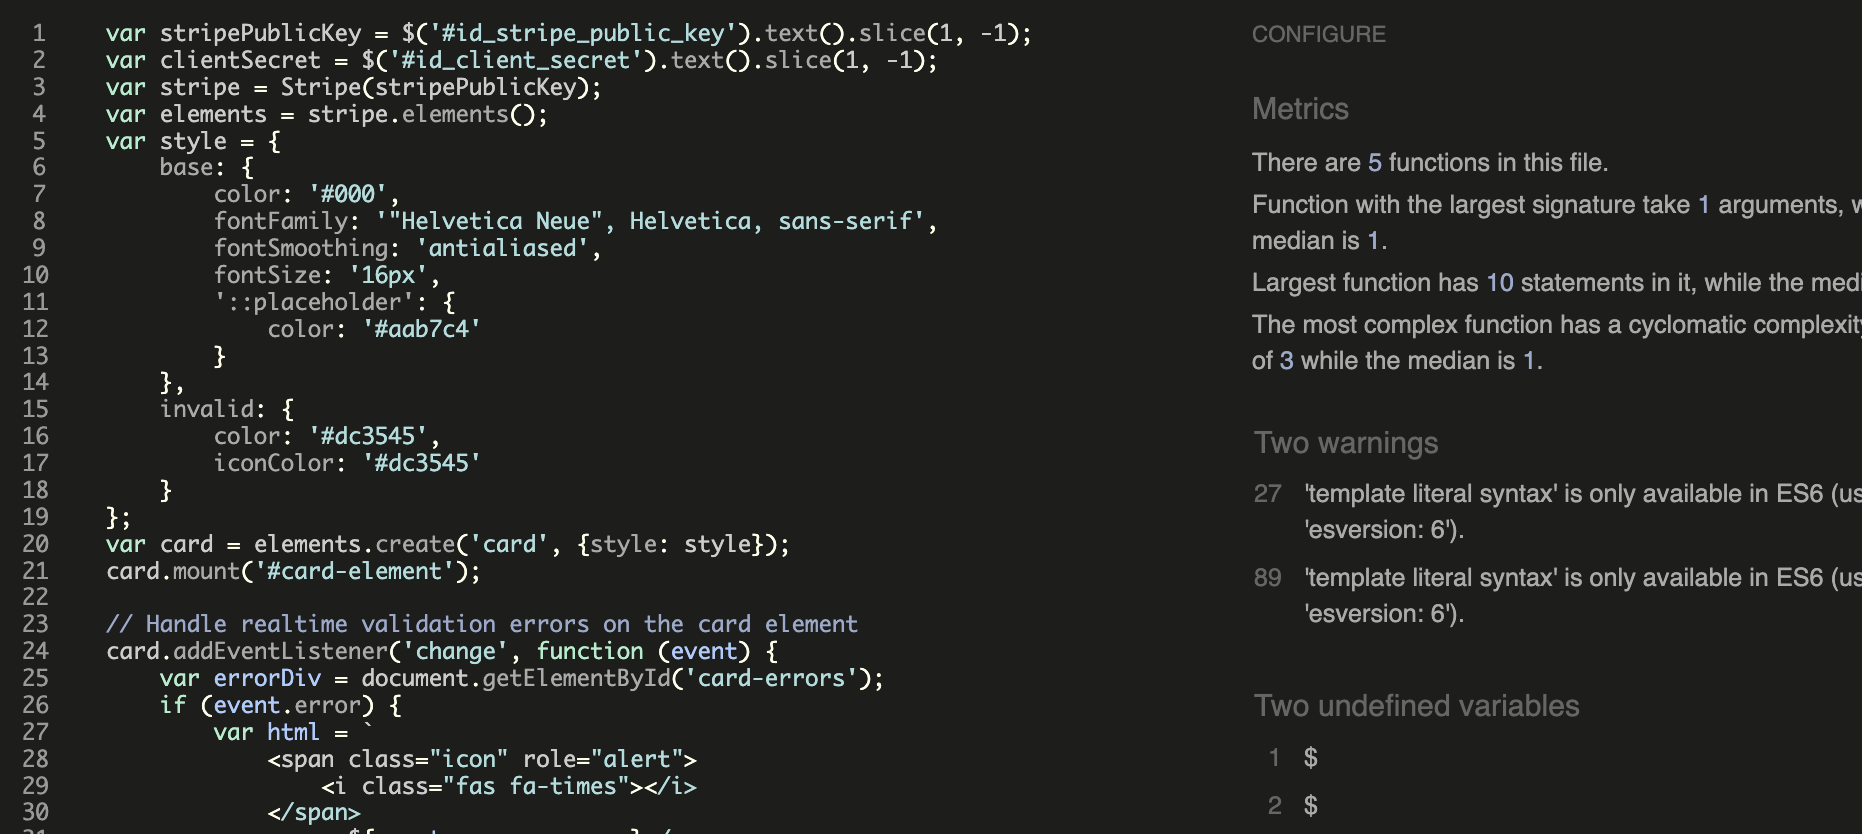 1 var stripePublicKey = $('#id_stripe_public_key').text().slice(1, -1);
2 var clientSecret = $('#id_client_secret').text().slice(1, -1);
3 var stripe = Stripe(stripePublicKey);
4 var elements = stripe.elements();
5 var style = {
6 base: {
7 color: '#000',
8 fontFamily: '"Helvetica Neue", Helvetica, sans-serif',
9 fontSmoothing: 'antialiased',
10 fontSize: '16px',
11 '::placeholder': {
12 color: '#aab7c4'
13 }
14 },
15 invalid: {
16 color: '#dc3545',
17 iconColor: '#dc3545'
18 }
19 };
20 var card = elements.create('card', {style: style});
21 card.mount('#card-element');
22
23 // Handle realtime validation errors on the card element
24 card.addEventListener('change', function (event) {
25 var errorDiv = document.getElementById('card-errors');
26 if (event.error) {
27 var html = `
28 <span class="icon" role="alert">
29 <i class="fas fa-times"></i>
30 </span>
CONFIGURE
Metrics
There are 5 functions in this file.
Function with the largest signature take 1 arguments,
median is 1.
Largest function has 10 statements in it, while the
The most complex function has a cyclomatic complexity
of 3 while the median is 1.
Two warnings
27 'template literal syntax' is only available in ES6
'esversion: 6').
89 'template literal syntax' is only available in ES6
'esversion: 6').
Two undefined variables
1 $
2 $